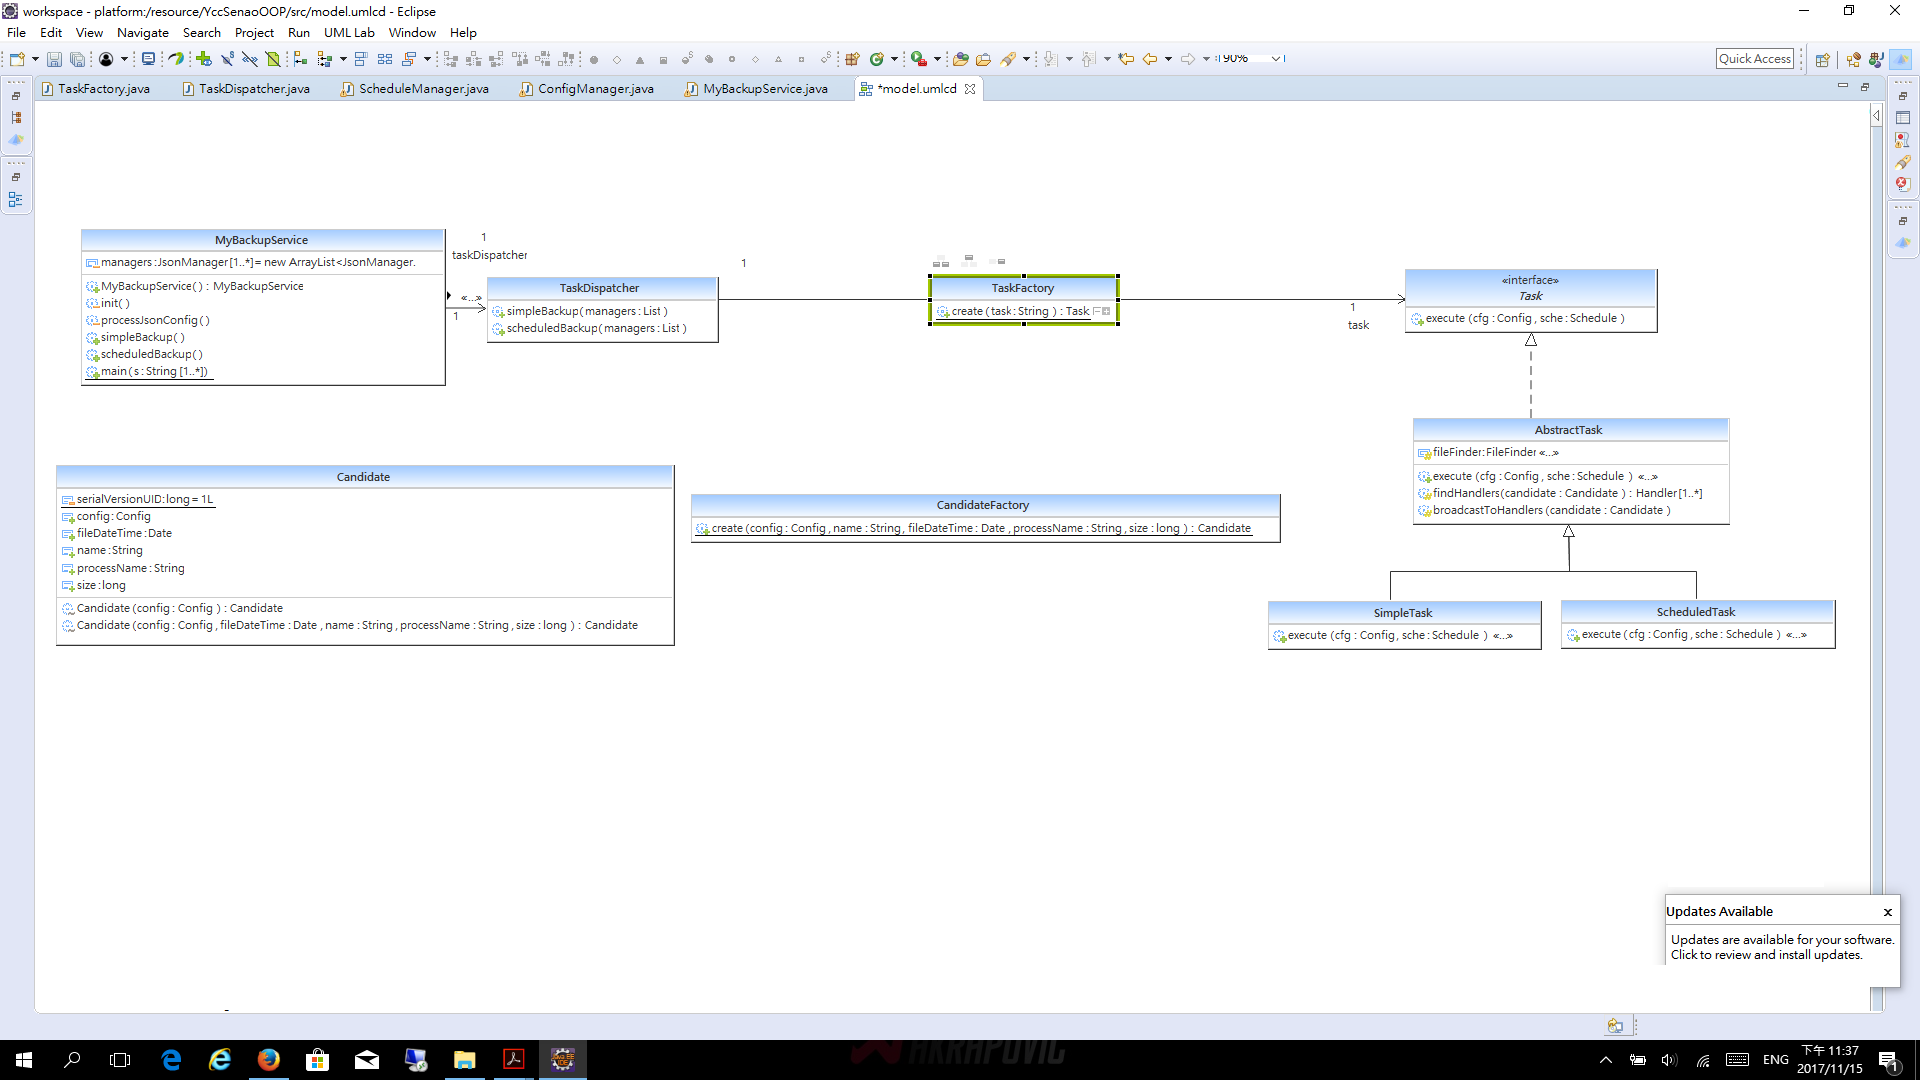 workspace - platform:/resource/YccSenaoOOP/src/model.umlcd - Eclipse
File Edit View Navigate Search Project Run UML Lab Window Help
90%
Quick Access
TaskFactory.java TaskDispatcher.java ScheduleManager.java ConfigManager.java MyBackupService.java *model.umlcd
MyBackupService
managers:JsonManager[1..*]= new ArrayList<JsonManager.
MyBackupService() : MyBackupService
init()
processJsonConfig()
simpleBackup()
scheduledBackup()
main(s:String[1..*])
1
taskDispatcher
«...»
1
TaskDispatcher
simpleBackup(managers:List )
scheduledBackup(managers:List )
1
TaskFactory
create(task:String) : Task
1
task
«interface»
Task
execute (cfg : Config , sche : Schedule )
AbstractTask
fileFinder:FileFinder «...»
execute (cfg : Config , sche : Schedule ) «...»
findHandlers(candidate : Candidate ) : Handler[1..*]
broadcastToHandlers (candidate : Candidate )
Candidate
serialVersionUID:long = 1L
config:Config
fileDateTime:Date
name:String
processName:String
size:long
Candidate (config : Config ) : Candidate
Candidate (config : Config , fileDateTime : Date , name : String , processName : String , size : long ) : Candidate
CandidateFactory
create (config : Config , name : String , fileDateTime : Date , processName : String , size : long ) : Candidate
SimpleTask
execute (cfg : Config , sche : Schedule ) «...»
ScheduledTask
execute (cfg : Config , sche : Schedule ) «...»
Updates Available x
Updates are available for your software.
Click to review and install updates.
AKRAPOVIC
ENG
下午 11:37
2017/11/15
1